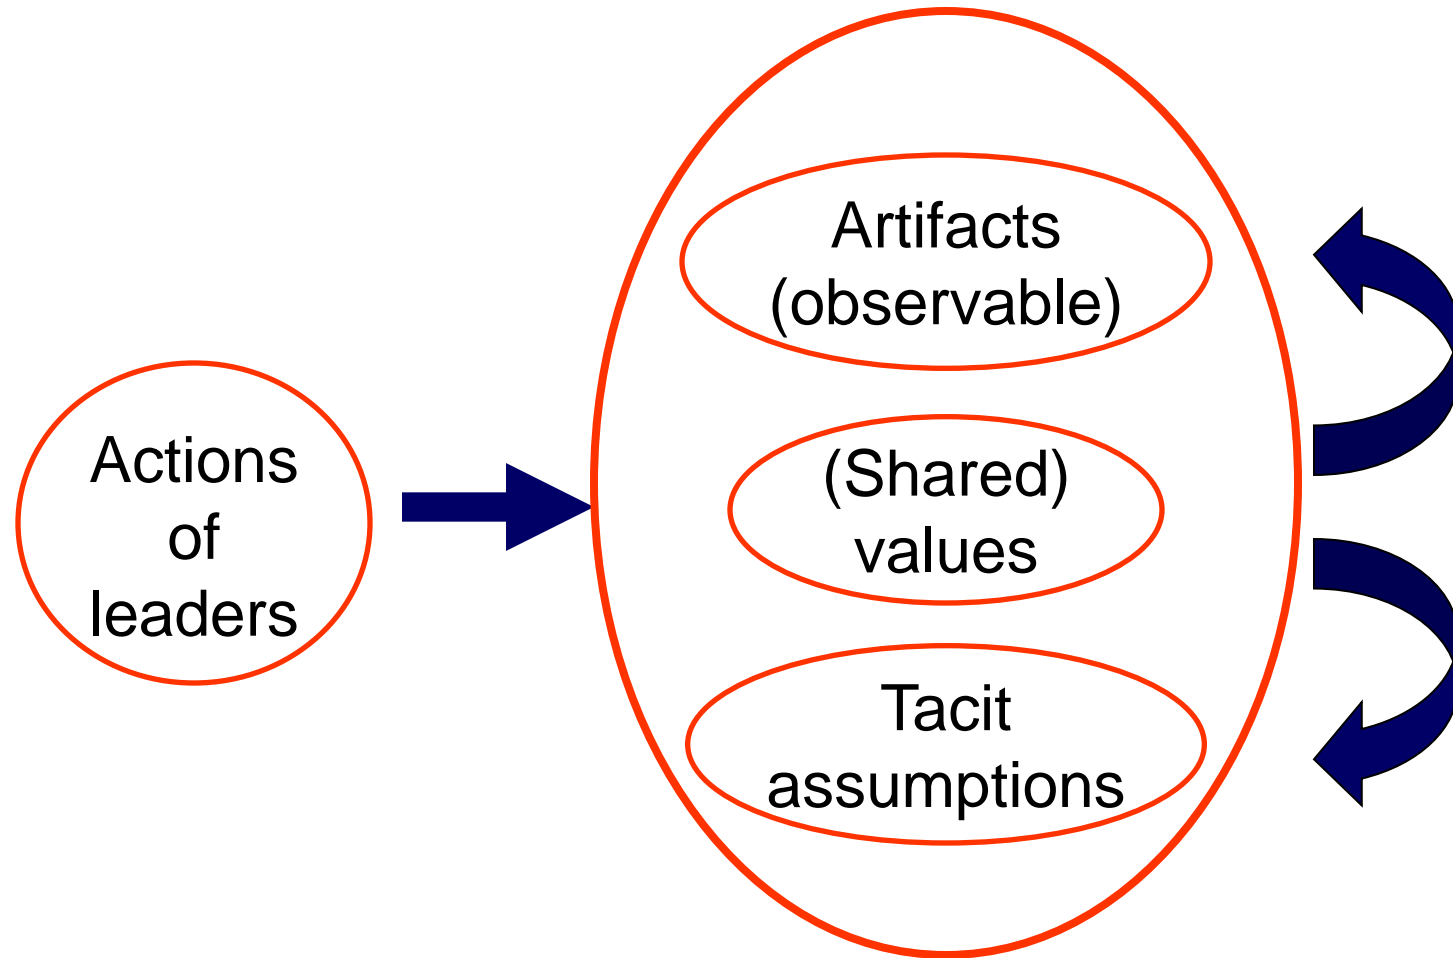 Actions
of
leaders
Artifacts
(observable)
(Shared)
values
Tacit
assumptions